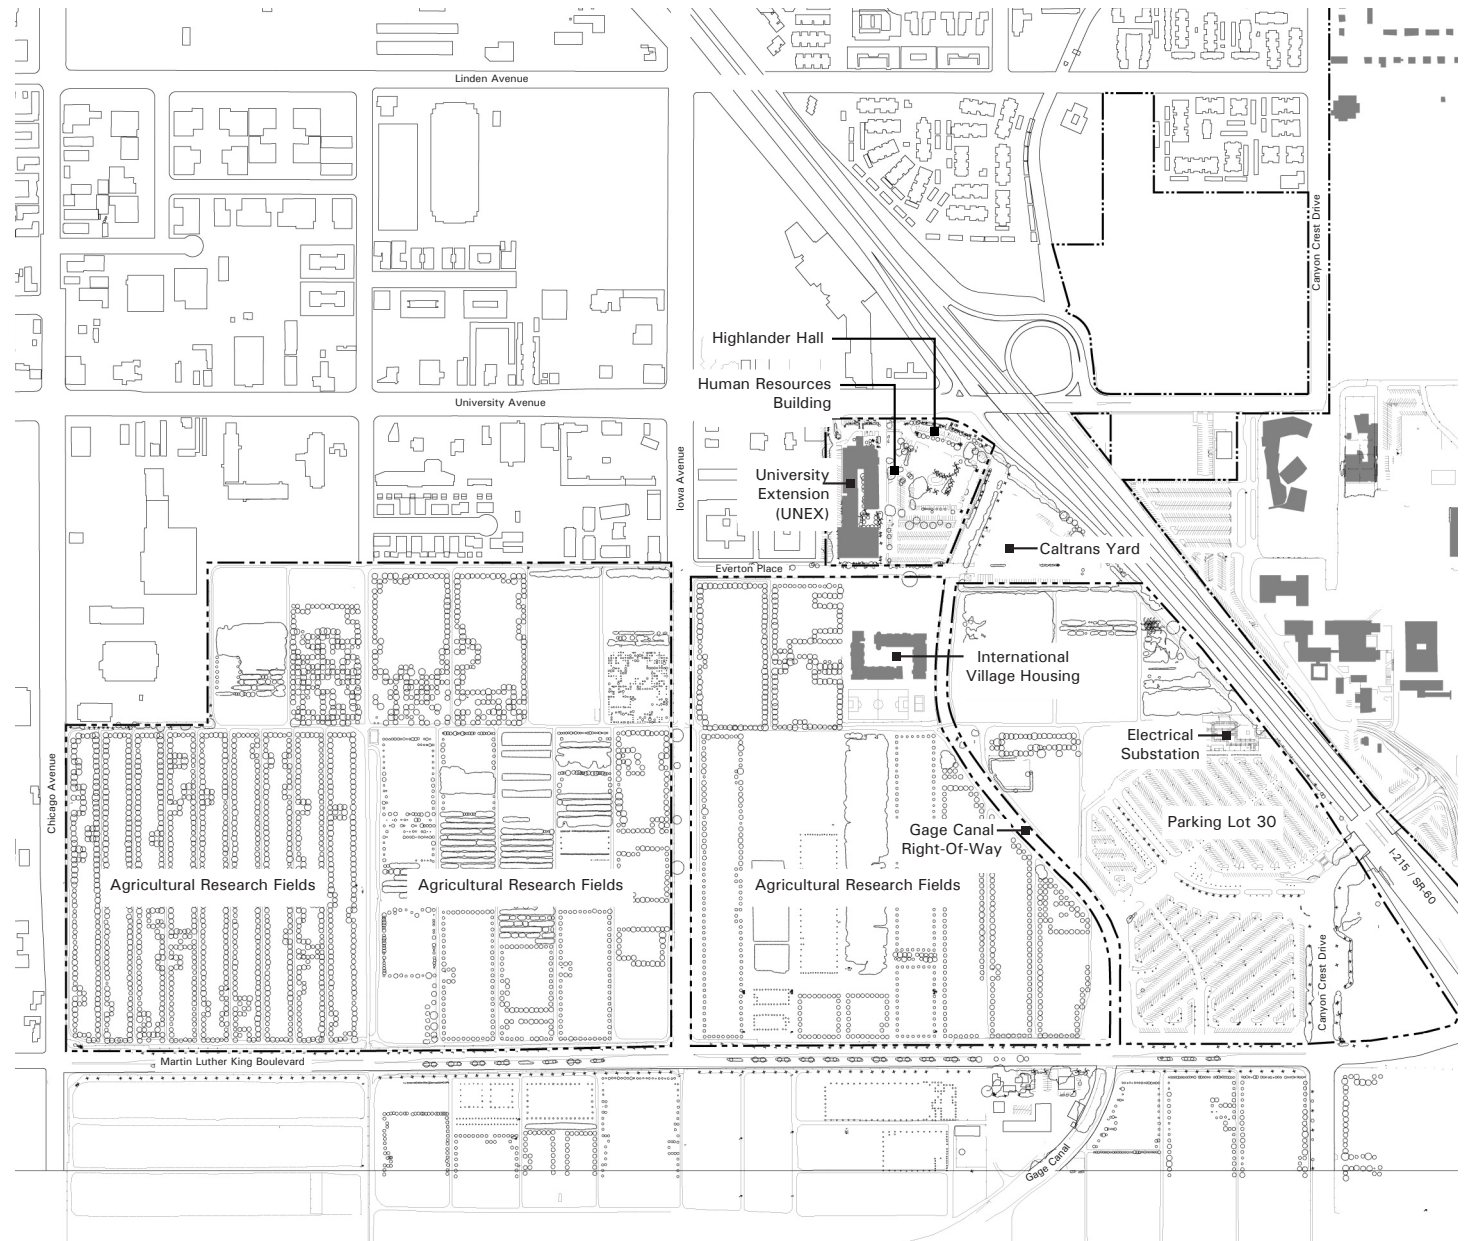 Linden Avenue
Canyon Crest Drive
Highlander Hall
Human Resources
Building
University Avenue
Iowa Avenue
University
Extension
(UNEX)
Caltrans Yard
Everton Place
International
Village Housing
Chicago Avenue
Electrical
Substation
Parking Lot 30
Gage Canal
Right-Of-Way
I-215 / SR-60
Agricultural Research Fields
Agricultural Research Fields
Agricultural Research Fields
Canyon Crest Drive
Martin Luther King Boulevard
Gage Canal